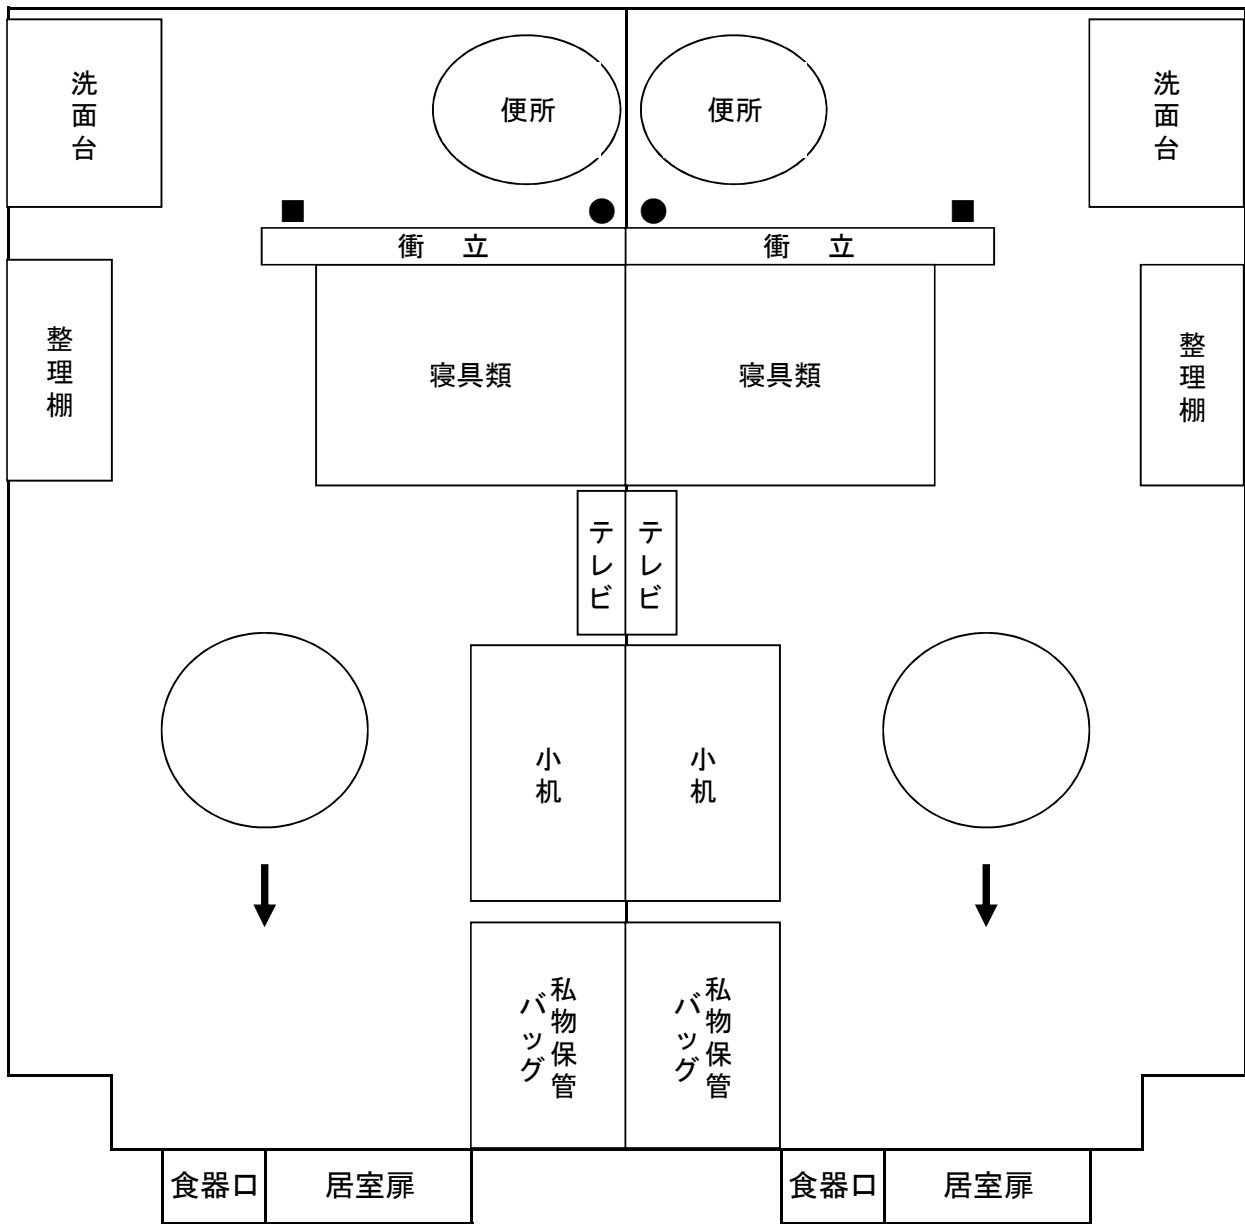 洗面台
便所
便所
洗面台
衝 立
衝 立
整理棚
寝具類
寝具類
整理棚
テレビ
テレビ
小机
小机
私物保管
バッグ
私物保管
バッグ
食器口
居室扉
食器口
居室扉